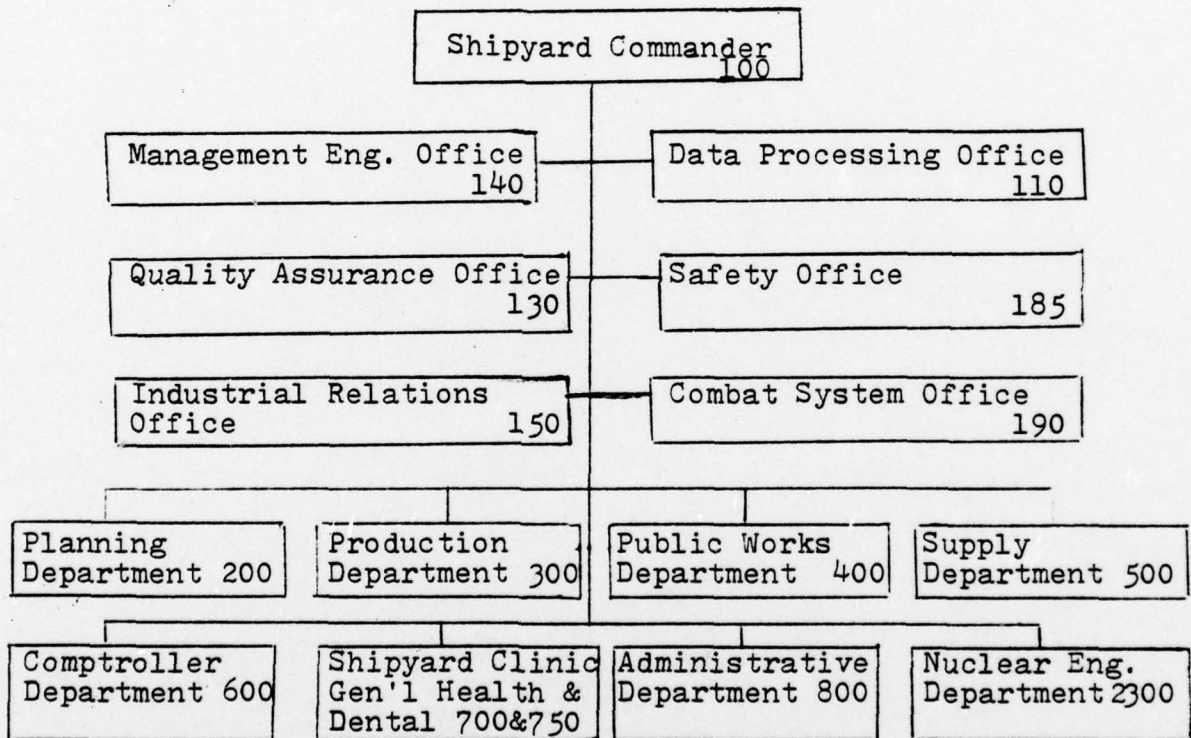 Shipyard Commander
100
Management Eng. Office
140
Data Processing Office
110
Quality Assurance Office
130
Safety Office
185
Industrial Relations
Office 150
Combat System Office
190
Planning
Department 200
Production
Department 300
Public Works
Department 400
Supply
Department 500
Comptroller
Department 600
Shipyard Clinic
Gen'l Health &
Dental 700&750
Administrative
Department 800
Nuclear Eng.
Department 2300